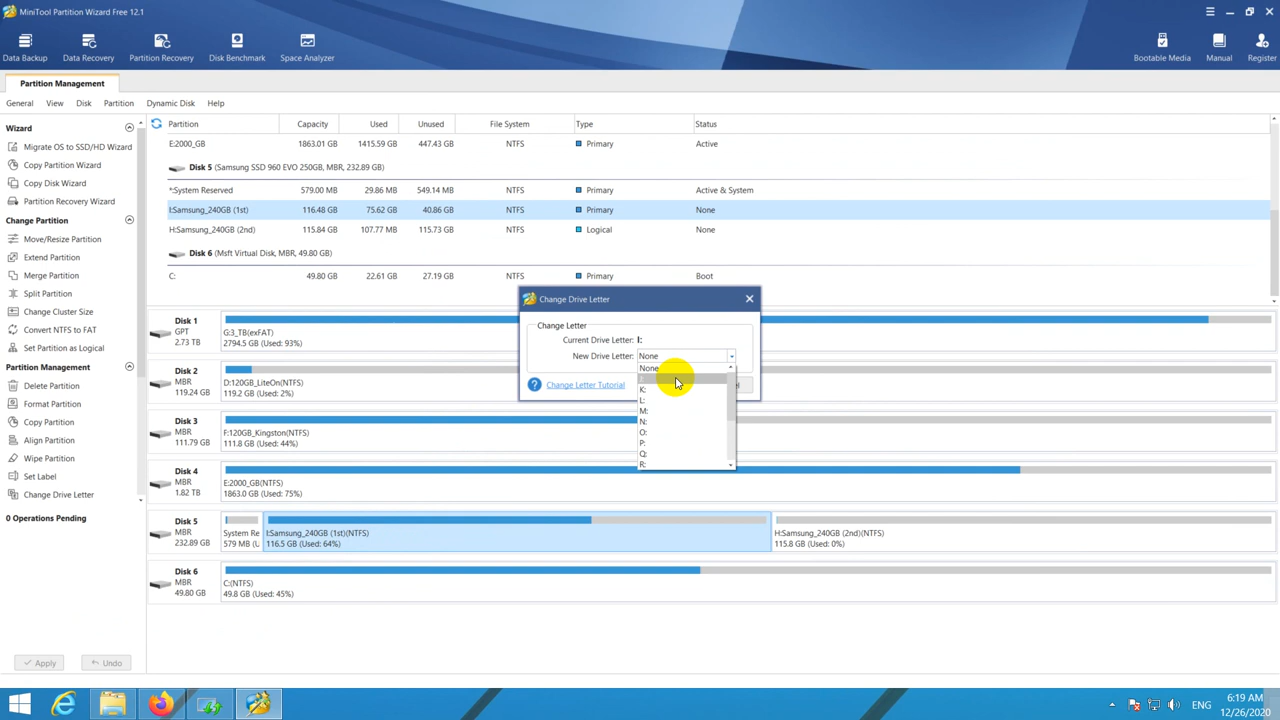 MiniTool Partition Wizard Free 12.1
Data Backup Data Recovery Partition Recovery Disk Benchmark Space Analyzer Bootable Media Manual Register
Partition Management
General View Disk Partition Dynamic Disk Help
Wizard
Migrate OS to SSD/HD Wizard
Copy Partition Wizard
Copy Disk Wizard
Partition Recovery Wizard
Change Partition
Move/Resize Partition
Extend Partition
Merge Partition
Split Partition
Change Cluster Size
Convert NTFS to FAT
Set Partition as Logical
Partition Management
Delete Partition
Format Partition
Copy Partition
Align Partition
Wipe Partition
Set Label
Change Drive Letter
0 Operations Pending
Apply Undo
Partition Capacity Used Unused File System Type Status
E:2000_GB 1863.01 GB 1415.59 GB 447.43 GB NTFS Primary Active
Disk 5 (Samsung SSD 960 EVO 250GB, MBR, 232.89 GB)
*:System Reserved 579.00 MB 29.86 MB 549.14 MB NTFS Primary Active & System
I:Samsung_240GB (1st) 116.48 GB 75.62 GB 40.86 GB NTFS Primary None
H:Samsung_240GB (2nd) 115.84 GB 107.77 MB 115.73 GB NTFS Logical None
Disk 6 (Msft Virtual Disk, MBR, 49.80 GB)
C: 49.80 GB 22.61 GB 27.19 GB NTFS Primary Boot
Change Drive Letter
Change Letter
Current Drive Letter: I:
New Drive Letter: None
Change Letter Tutorial
None
K:
L:
M:
N:
O:
P:
Q:
R:
Disk 1
GPT
2.73 TB
G:3_TB(exFAT)
2794.5 GB (Used: 93%)
Disk 2
MBR
119.24 GB
D:120GB_LiteOn(NTFS)
119.2 GB (Used: 2%)
Disk 3
MBR
111.79 GB
F:120GB_Kingston(NTFS)
111.8 GB (Used: 44%)
Disk 4
MBR
1.82 TB
E:2000_GB(NTFS)
1863.0 GB (Used: 75%)
Disk 5
MBR
232.89 GB
System Re
579 MB (U
I:Samsung_240GB (1st)(NTFS)
116.5 GB (Used: 64%)
H:Samsung_240GB (2nd)(NTFS)
115.8 GB (Used: 0%)
Disk 6
MBR
49.80 GB
C:(NTFS)
49.8 GB (Used: 45%)
ENG
6:19 AM
12/26/2020